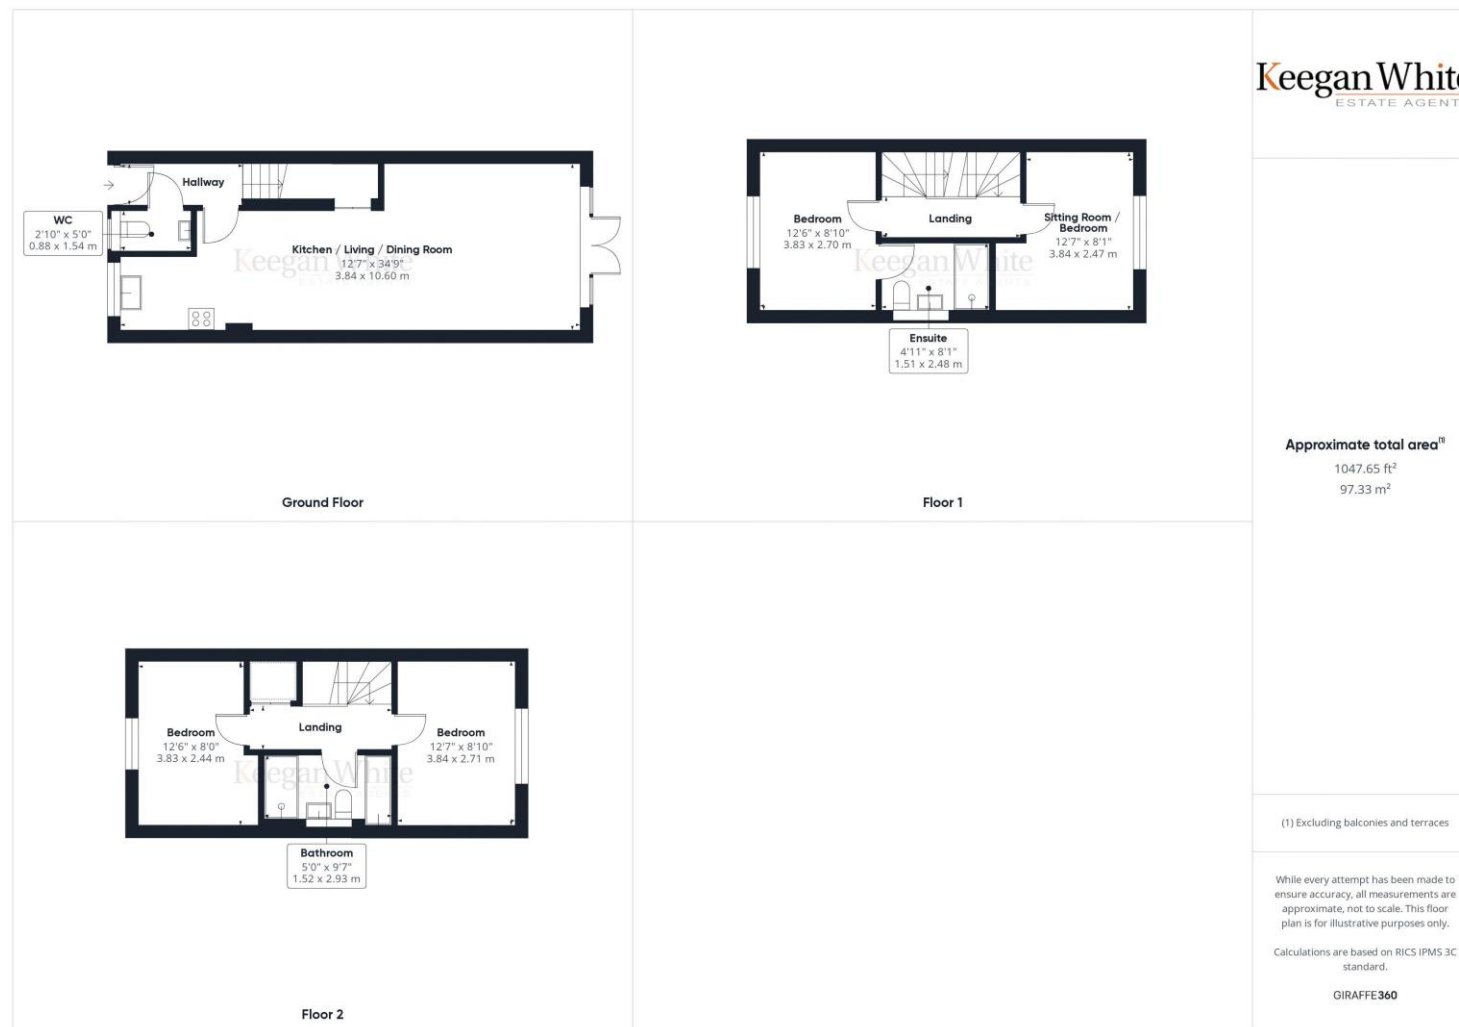 Hallway
WC
2'10" x 5'0"
0.88 x 1.54 m
Kitchen / Living / Dining Room
12'7" x 34'9"
3.84 x 10.60 m
Keegan White
Ground Floor
Bedroom
12'6" x 8'10"
3.83 x 2.70 m
Landing
Sitting Room /
Bedroom
12'7" x 8'1"
3.84 x 2.47 m
Keegan White
Ensuite
4'11" x 8'1"
1.51 x 2.48 m
Floor 1
Keegan White
ESTATE AGENT
Approximate total area(1)
1047.65 ft²
97.33 m²
Bedroom
12'6" x 8'0"
3.83 x 2.44 m
Landing
Bedroom
12'7" x 8'10"
3.84 x 2.71 m
Keegan White
Bathroom
5'0" x 9'7"
1.52 x 2.93 m
Floor 2
(1) Excluding balconies and terraces
While every attempt has been made to
ensure accuracy, all measurements are
approximate, not to scale. This floor
plan is for illustrative purposes only.
Calculations are based on RICS IPMS 3C
standard.
GIRAFFE360